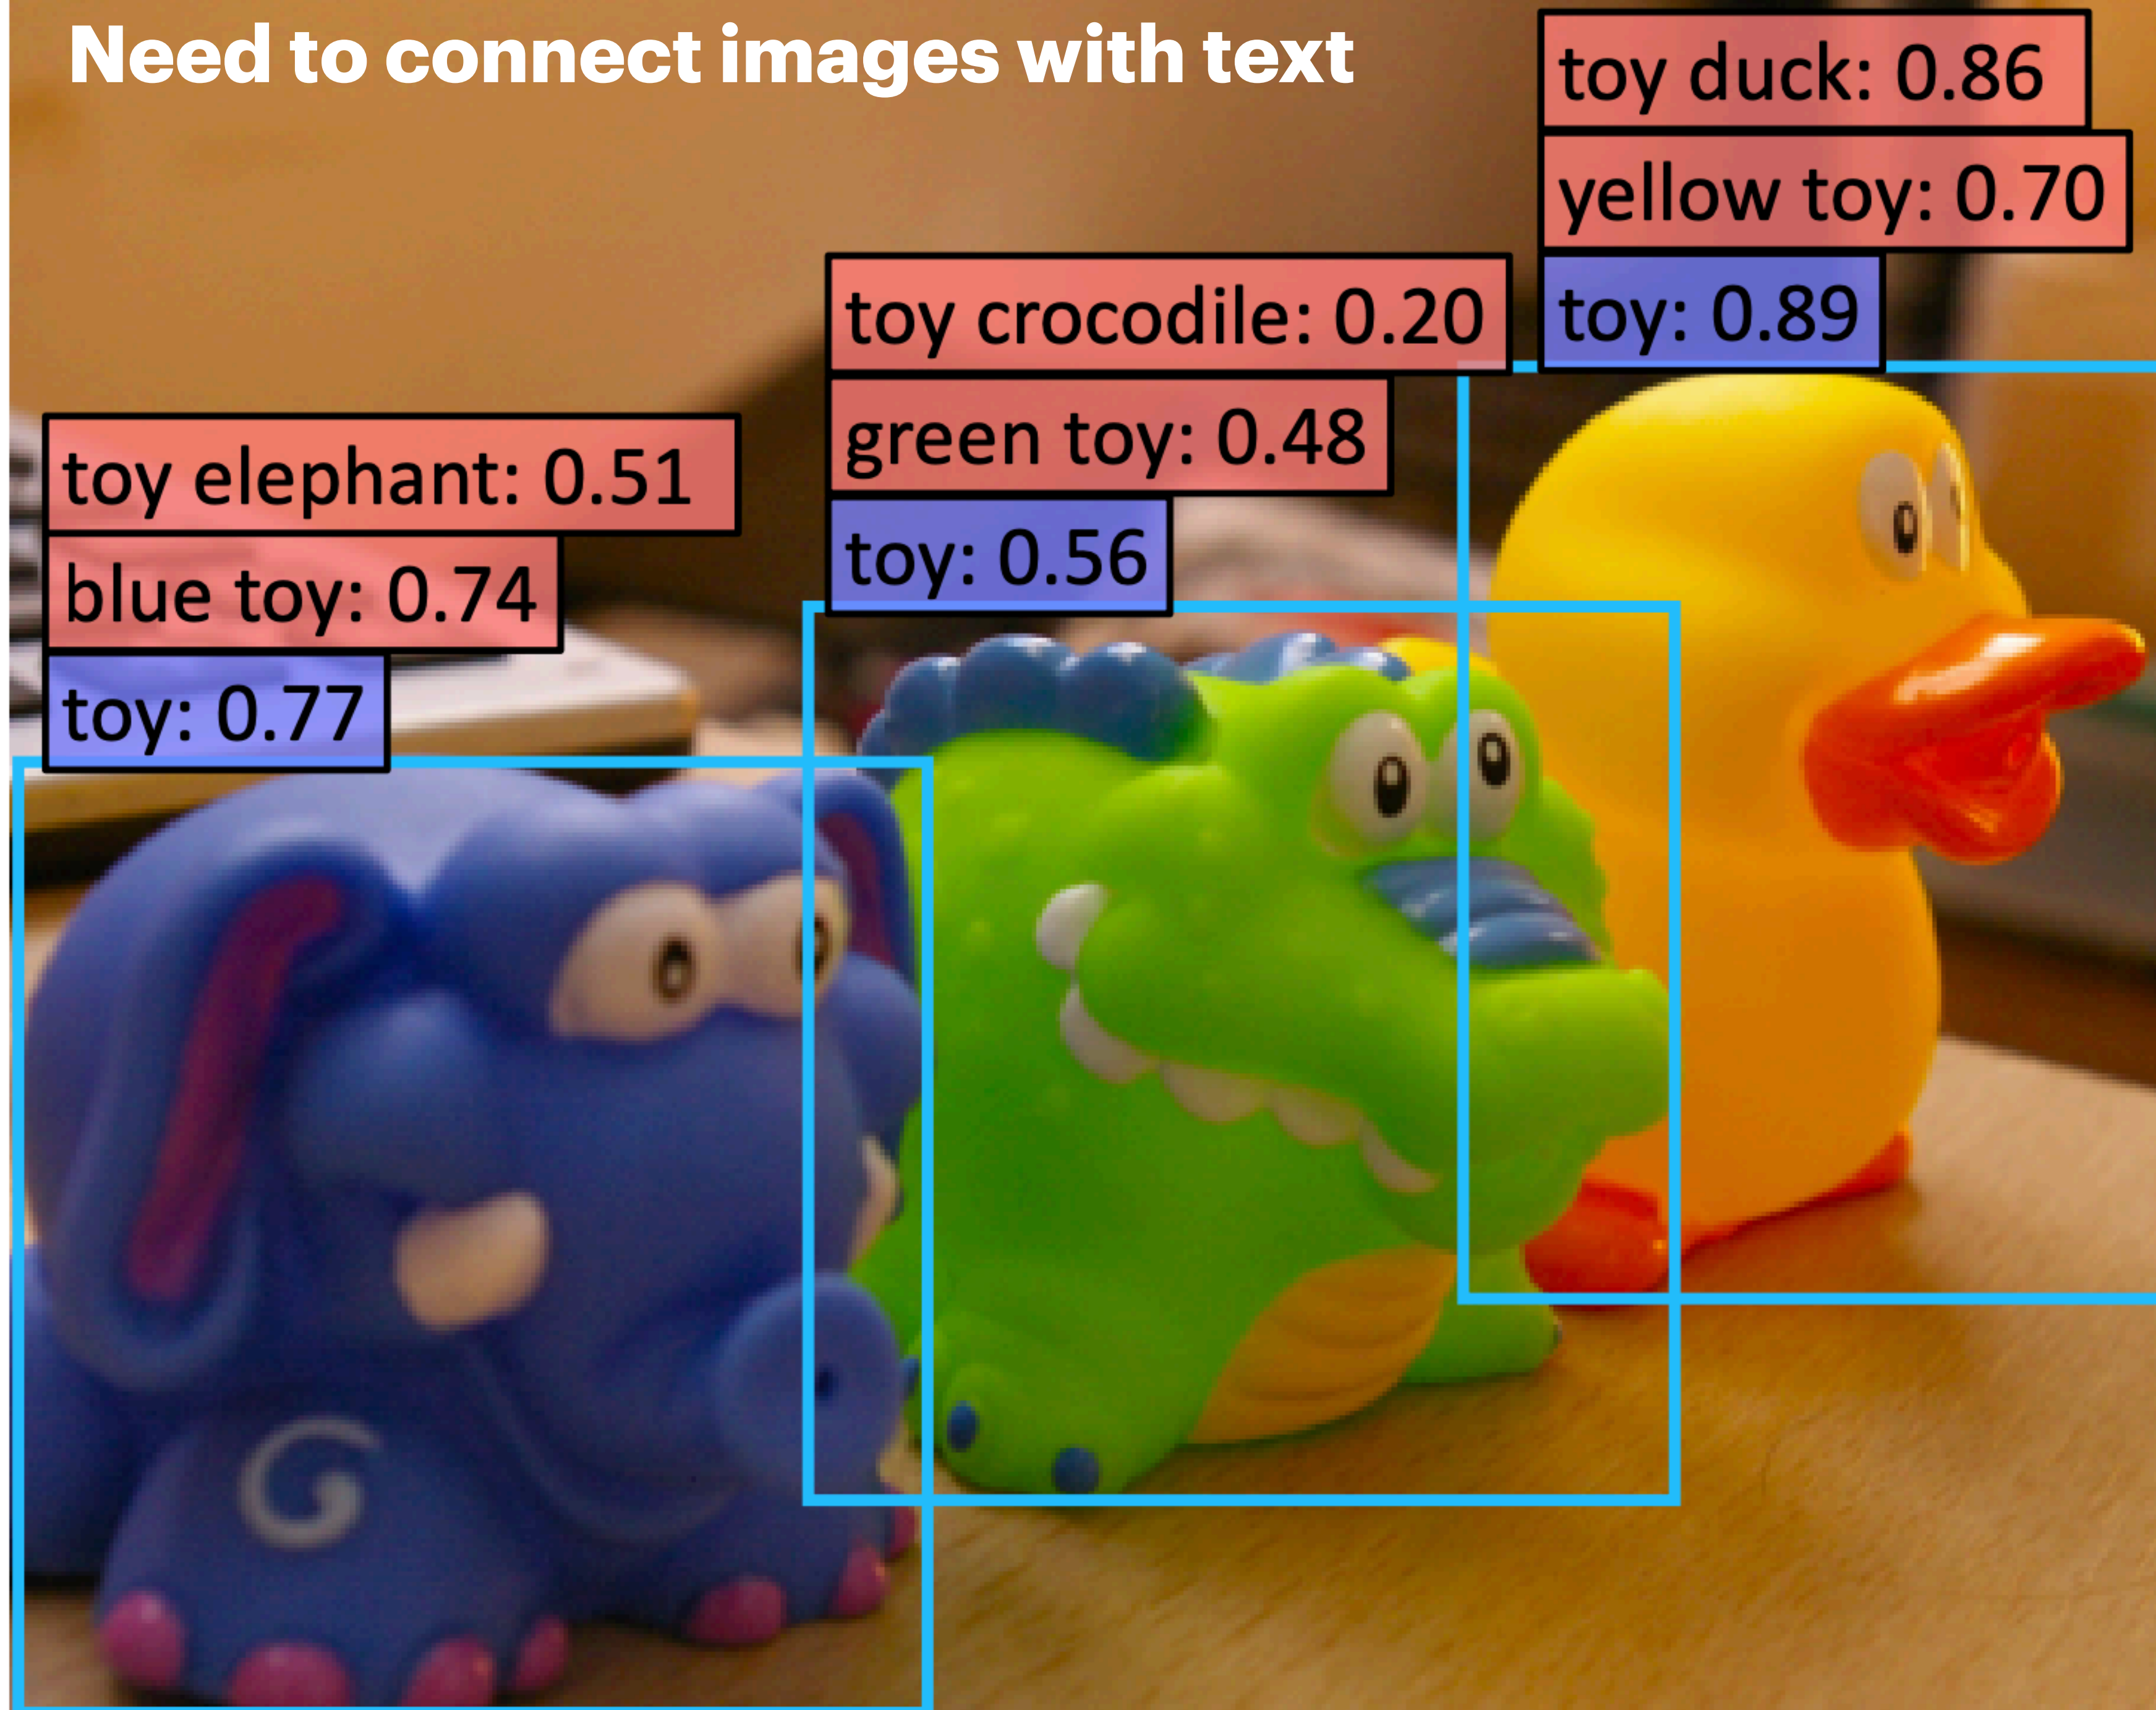 Need to connect images with text
toy duck: 0.86
yellow toy: 0.70
toy: 0.89
toy crocodile: 0.20
green toy: 0.48
toy: 0.56
toy elephant: 0.51
blue toy: 0.74
toy: 0.77